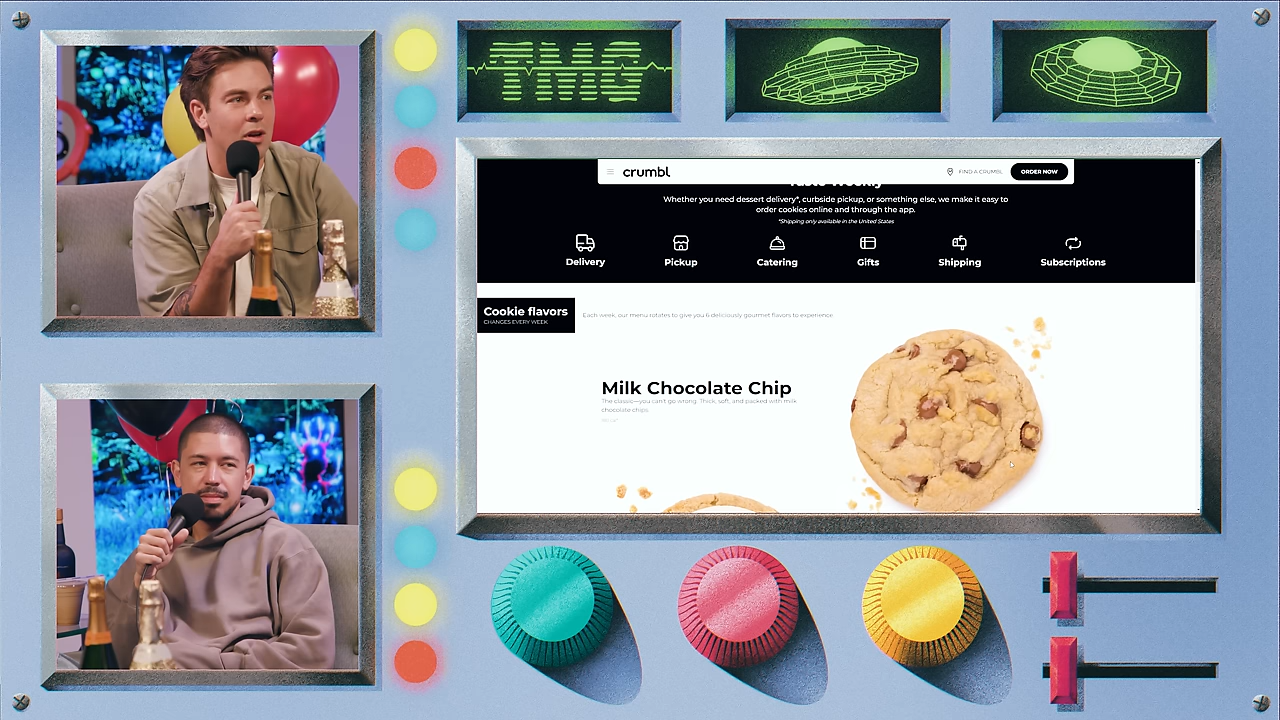 TMG
crumbl
FIND A CRUMBL
ORDER NOW
Taste Weekly
Whether you need dessert delivery*, curbside pickup, or something else, we make it easy to
order cookies online and through the app.
*Shipping only available in the United States
Delivery
Pickup
Catering
Gifts
Shipping
Subscriptions
Cookie flavors
CHANGES EVERY WEEK
Each week, our menu rotates to give you 6 deliciously gourmet flavors to experience.
Milk Chocolate Chip
The classic—you can't go wrong. Thick, soft, and packed with milk
chocolate chips.